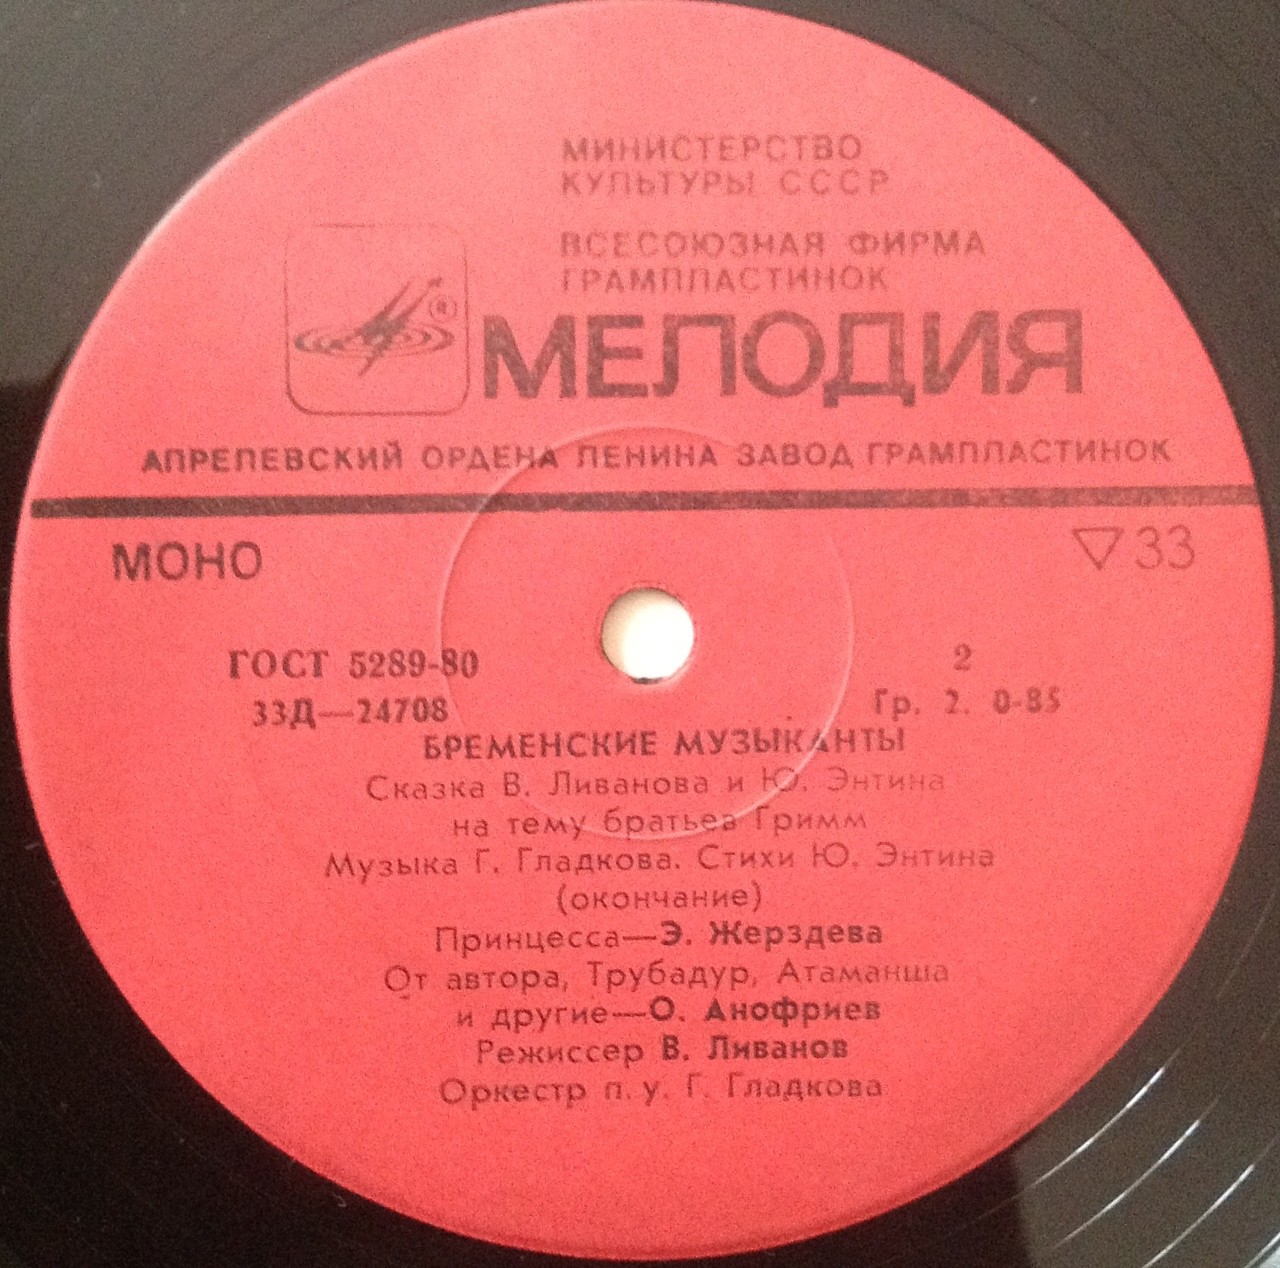 МИНИСТЕРСТВО
КУЛЬТУРЫ СССР
ВСЕСОЮЗНАЯ ФИРМА
ГРАМПЛАСТИНОК
®
МЕЛОДИЯ
АПРЕЛЕВСКИЙ ОРДЕНА ЛЕНИНА ЗАВОД ГРАМПЛАСТИНОК
МОНО
▽33
ГОСТ 5289-80
2
33Д—24708
Гр. 2. 0-85
БРЕМЕНСКИЕ МУЗЫКАНТЫ
Сказка В. Ливанова и Ю. Энтина
на тему братьев Гримм
Музыка Г. Гладкова. Стихи Ю. Энтина
(окончание)
Принцесса—Э. Жерздева
От автора, Трубадур, Атаманша
и другие—О. Анофриев
Режиссер В. Ливанов
Оркестр п. у. Г. Гладкова